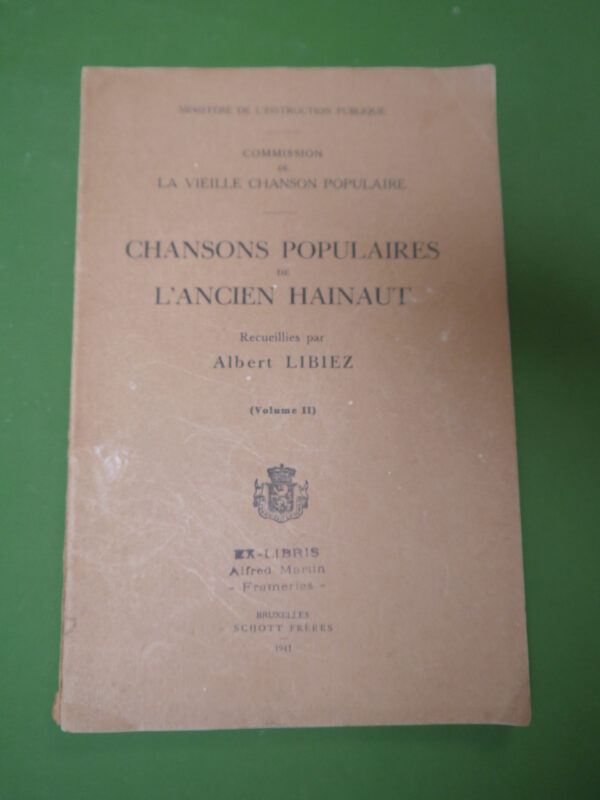 MINISTÈRE DE L'INSTRUCTION PUBLIQUE
COMMISSION
DE
LA VIEILLE CHANSON POPULAIRE
CHANSONS POPULAIRES
DE
L'ANCIEN HAINAUT
Recueillies par
Albert LIBIEZ
(Volume II)
EX-LIBRIS
Alfred Martin
- Frameries -
BRUXELLES
SCHOTT FRÈRES
1941